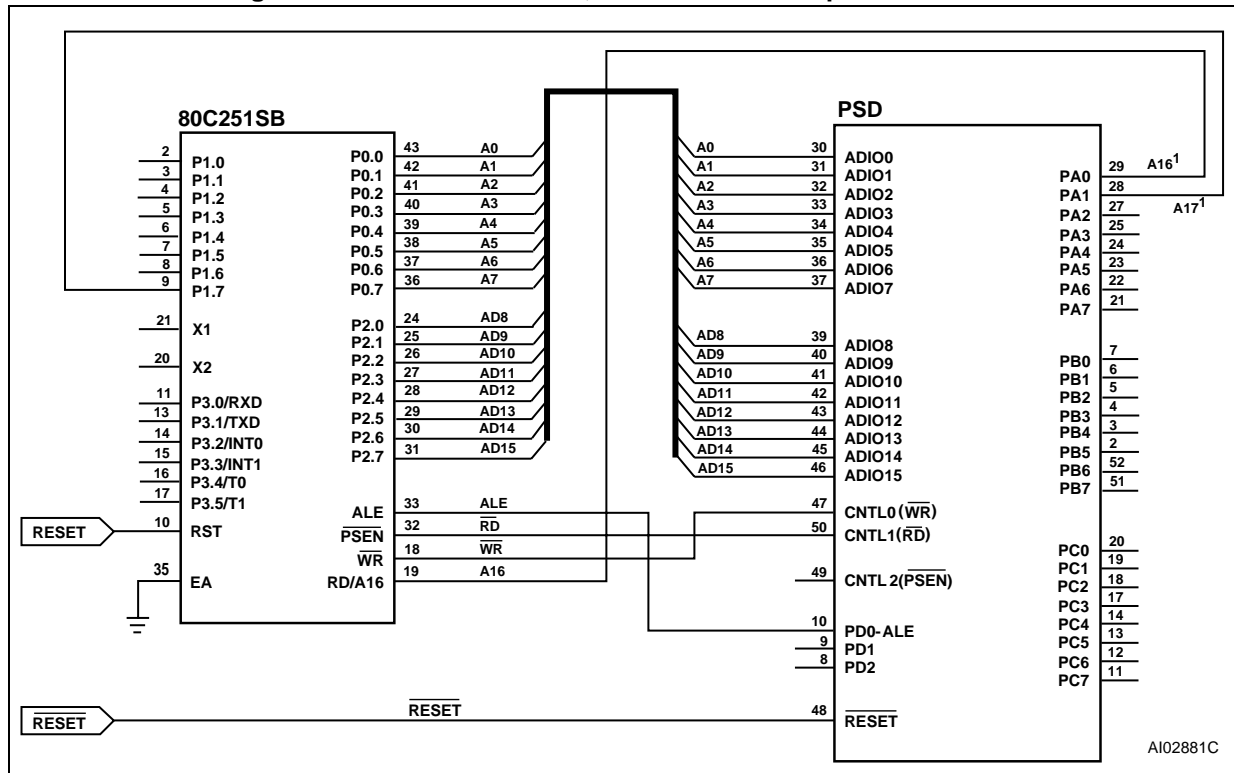 80C251SB
2 P1.0
3 P1.1
4 P1.2
5 P1.3
6 P1.4
7 P1.5
8 P1.6
9 P1.7
21 X1
20 X2
11 P3.0/RXD
13 P3.1/TXD
14 P3.2/INT0
15 P3.3/INT1
16 P3.4/T0
17 P3.5/T1
RESET
10 RST
35 EA
P0.0 43 A0
P0.1 42 A1
P0.2 41 A2
P0.3 40 A3
P0.4 39 A4
P0.5 38 A5
P0.6 37 A6
P0.7 36 A7
P2.0 24 AD8
P2.1 25 AD9
P2.2 26 AD10
P2.3 27 AD11
P2.4 28 AD12
P2.5 29 AD13
P2.6 30 AD14
P2.7 31 AD15
ALE 33 ALE
PSEN 32 RD
WR 18 WR
RD/A16 19 A16
PSD
A0 30 ADIO0
A1 31 ADIO1
A2 32 ADIO2
A3 33 ADIO3
A4 34 ADIO4
A5 35 ADIO5
A6 36 ADIO6
A7 37 ADIO7
AD8 39 ADIO8
AD9 40 ADIO9
AD10 41 ADIO10
AD11 42 ADIO11
AD12 43 ADIO12
AD13 44 ADIO13
AD14 45 ADIO14
AD15 46 ADIO15
47 CNTL0(WR)
50 CNTL1(RD)
49 CNTL 2(PSEN)
10 PD0-ALE
9 PD1
8 PD2
RESET
RESET
48 RESET
PA0 29 A16¹
PA1 28 A17¹
PA2 27
PA3 25
PA4 24
PA5 23
PA6 22
PA7 21
PB0 7
PB1 6
PB2 5
PB3 4
PB4 3
PB5 2
PB6 52
PB7 51
PC0 20
PC1 19
PC2 18
PC3 17
PC4 14
PC5 13
PC6 12
PC7 11
AI02881C